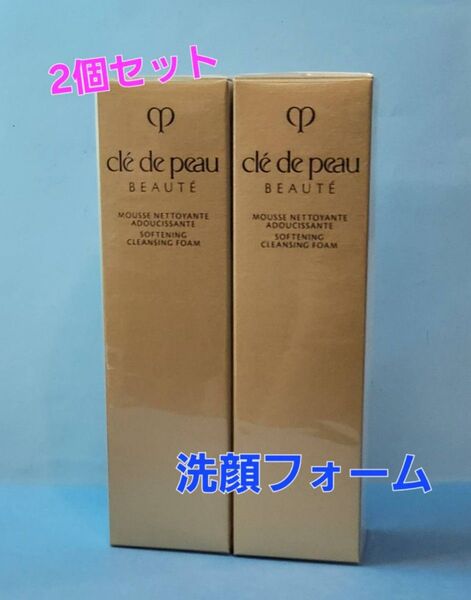 2個セット
clé de peau
BEAUTÉ
MOUSSE NETTOYANTE
ADOUCISSANTE
SOFTENING
CLEANSING FOAM
clé de peau
BEAUTÉ
MOUSSE NETTOYANTE
ADOUCISSANTE
SOFTENING
CLEANSING FOAM
洗顔フォーム